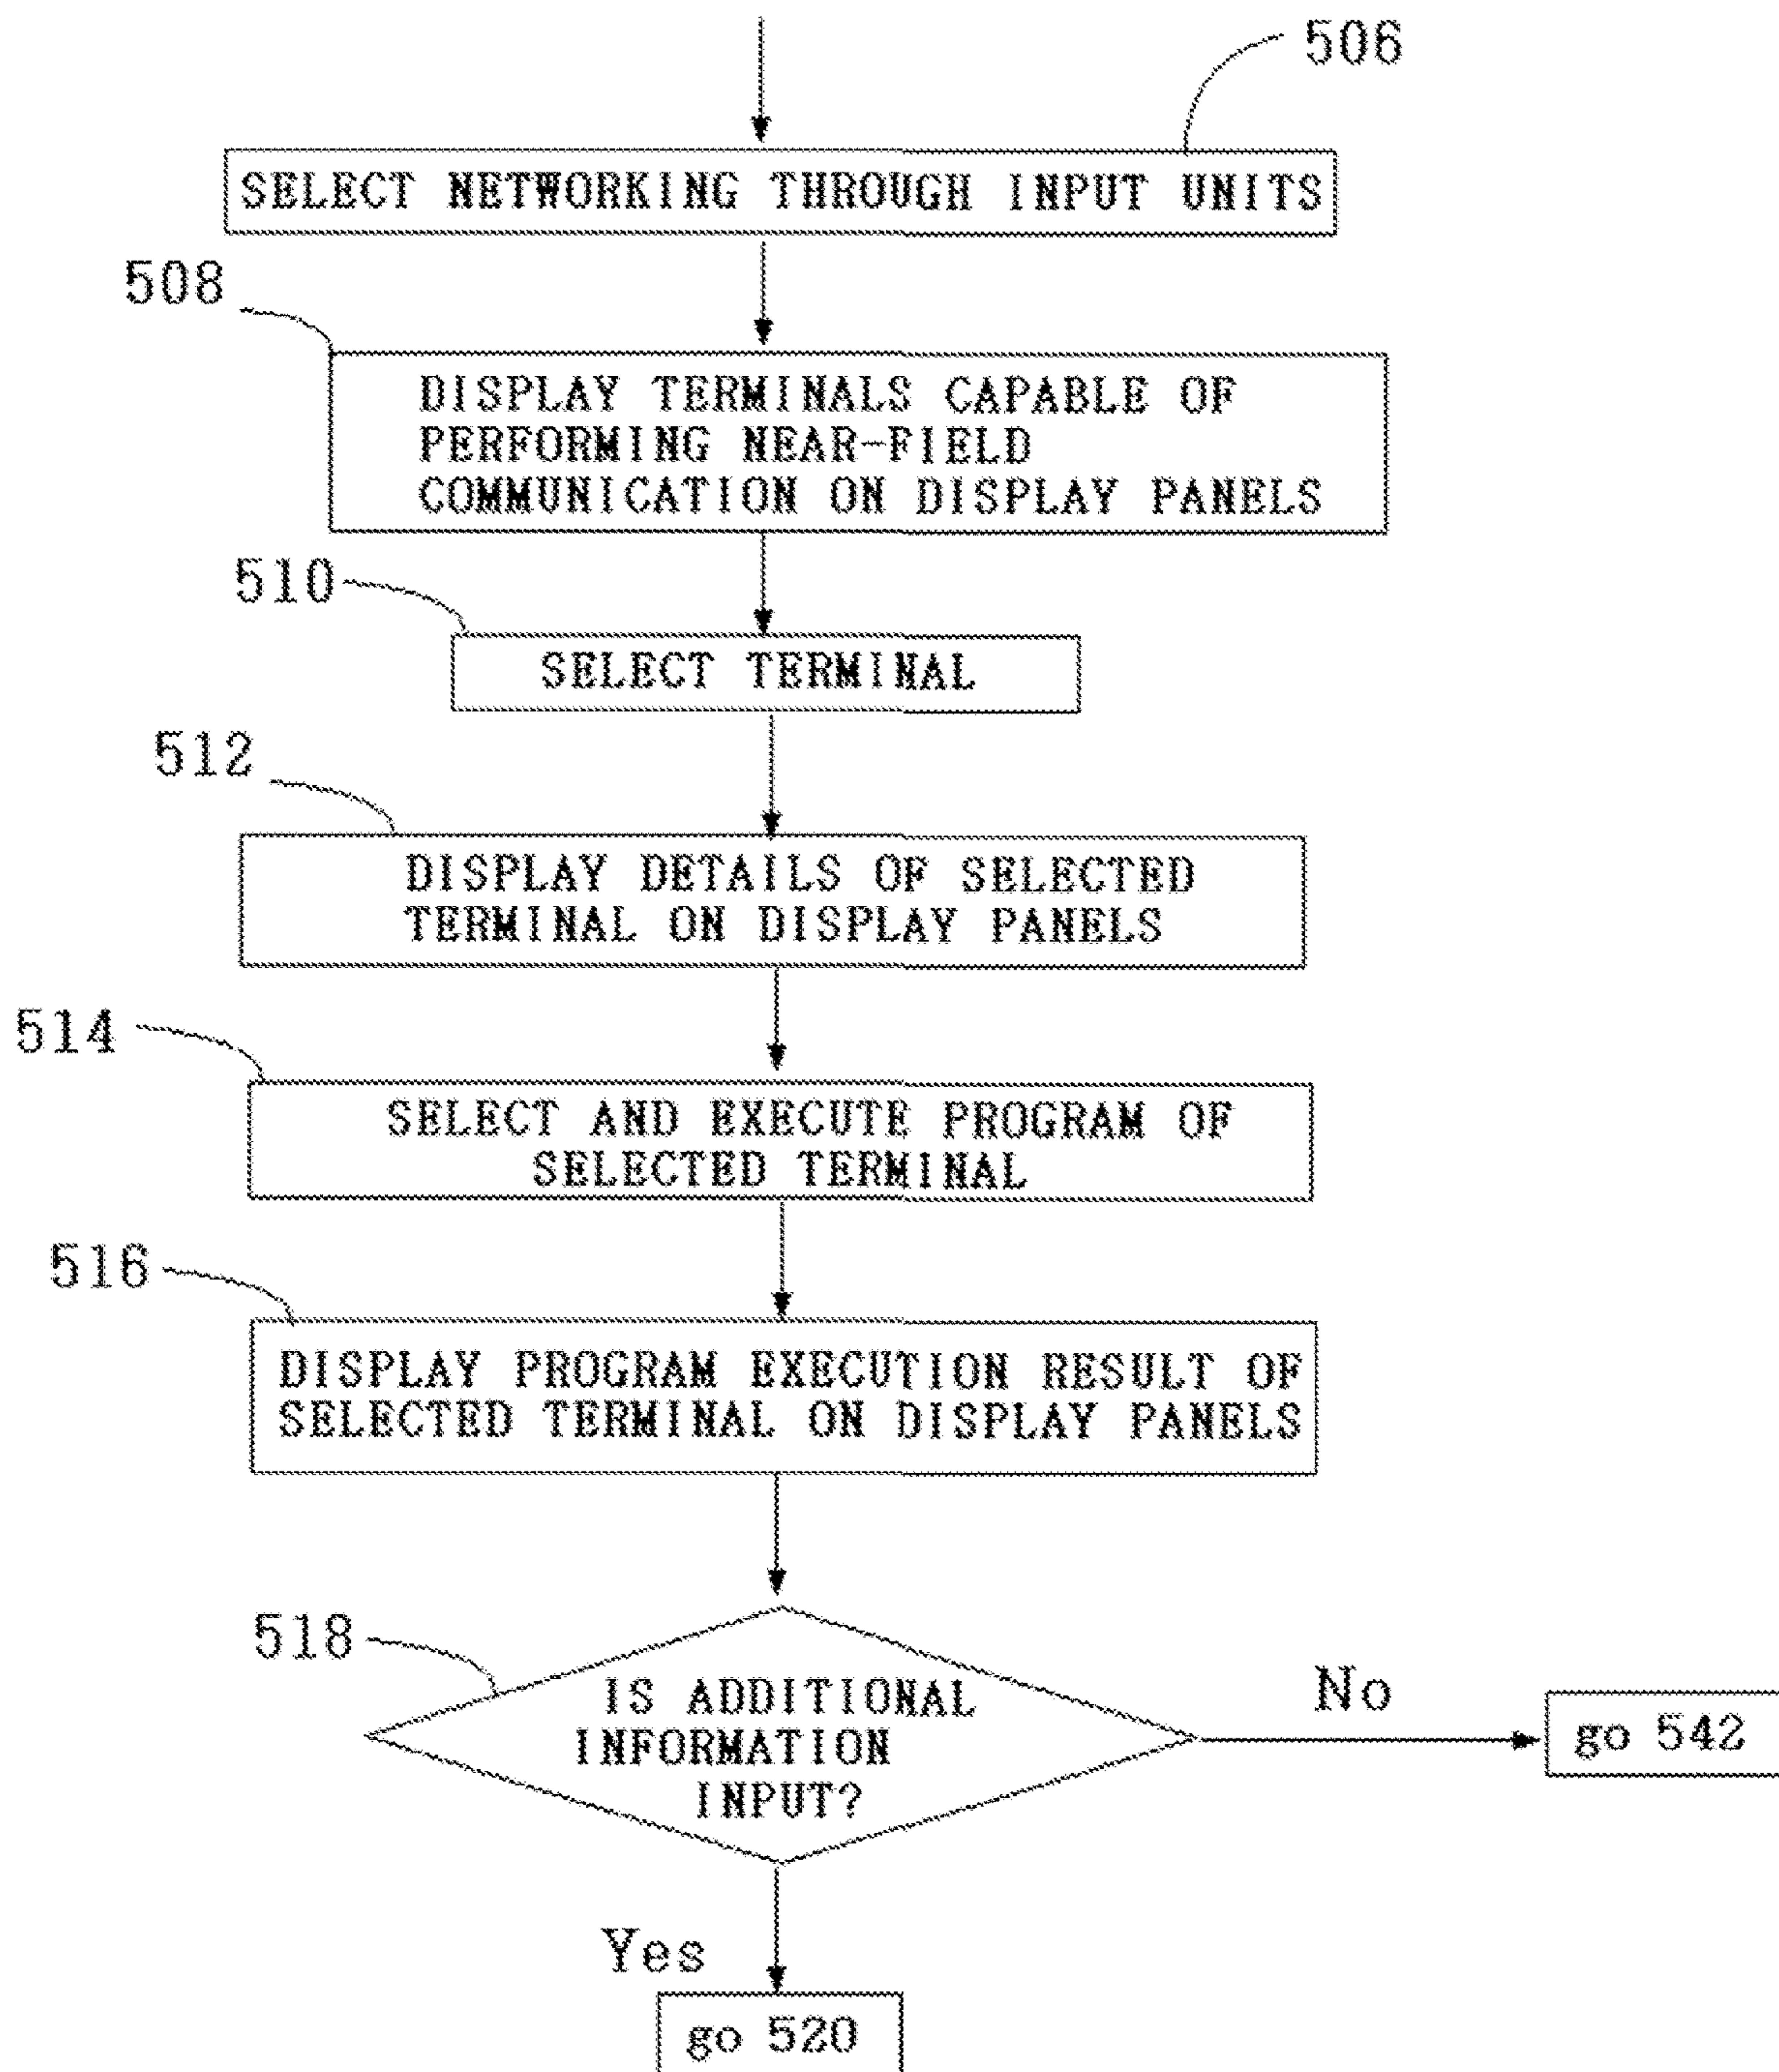 506
SELECT NETWORKING THROUGH INPUT UNITS
508
DISPLAY TERMINALS CAPABLE OF
PERFORMING NEAR-FIELD
COMMUNICATION ON DISPLAY PANELS
510
SELECT TERMINAL
512
DISPLAY DETAILS OF SELECTED
TERMINAL ON DISPLAY PANELS
514
SELECT AND EXECUTE PROGRAM OF
SELECTED TERMINAL
516
DISPLAY PROGRAM EXECUTION RESULT OF
SELECTED TERMINAL ON DISPLAY PANELS
518
IS ADDITIONAL
INFORMATION
INPUT?
No
go 542
Yes
go 520